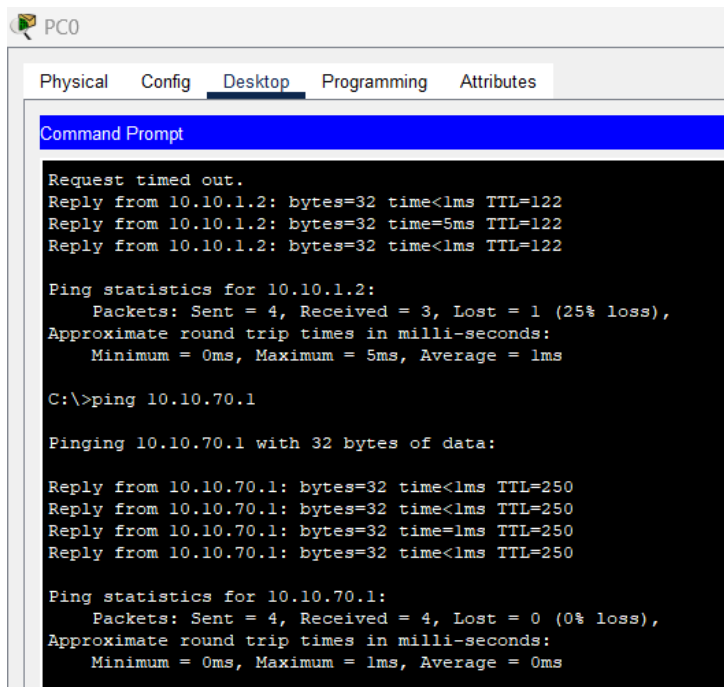 PC0
Physical Config Desktop Programming Attributes
Command Prompt
Request timed out.
Reply from 10.10.1.2: bytes=32 time<1ms TTL=122
Reply from 10.10.1.2: bytes=32 time=5ms TTL=122
Reply from 10.10.1.2: bytes=32 time<1ms TTL=122
Ping statistics for 10.10.1.2:
Packets: Sent = 4, Received = 3, Lost = 1 (25% loss),
Approximate round trip times in milli-seconds:
Minimum = 0ms, Maximum = 5ms, Average = 1ms
C:\>ping 10.10.70.1
Pinging 10.10.70.1 with 32 bytes of data:
Reply from 10.10.70.1: bytes=32 time<1ms TTL=250
Reply from 10.10.70.1: bytes=32 time<1ms TTL=250
Reply from 10.10.70.1: bytes=32 time=1ms TTL=250
Reply from 10.10.70.1: bytes=32 time<1ms TTL=250
Ping statistics for 10.10.70.1:
Packets: Sent = 4, Received = 4, Lost = 0 (0% loss),
Approximate round trip times in milli-seconds:
Minimum = 0ms, Maximum = 1ms, Average = 0ms